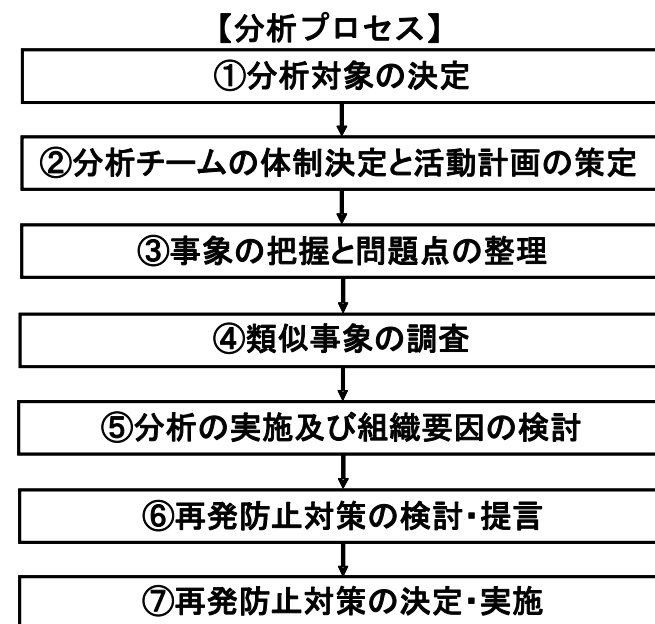 【分析プロセス】
①分析対象の決定
②分析チームの体制決定と活動計画の策定
③事象の把握と問題点の整理
④類似事象の調査
⑤分析の実施及び組織要因の検討
⑥再発防止対策の検討・提言
⑦再発防止対策の決定・実施